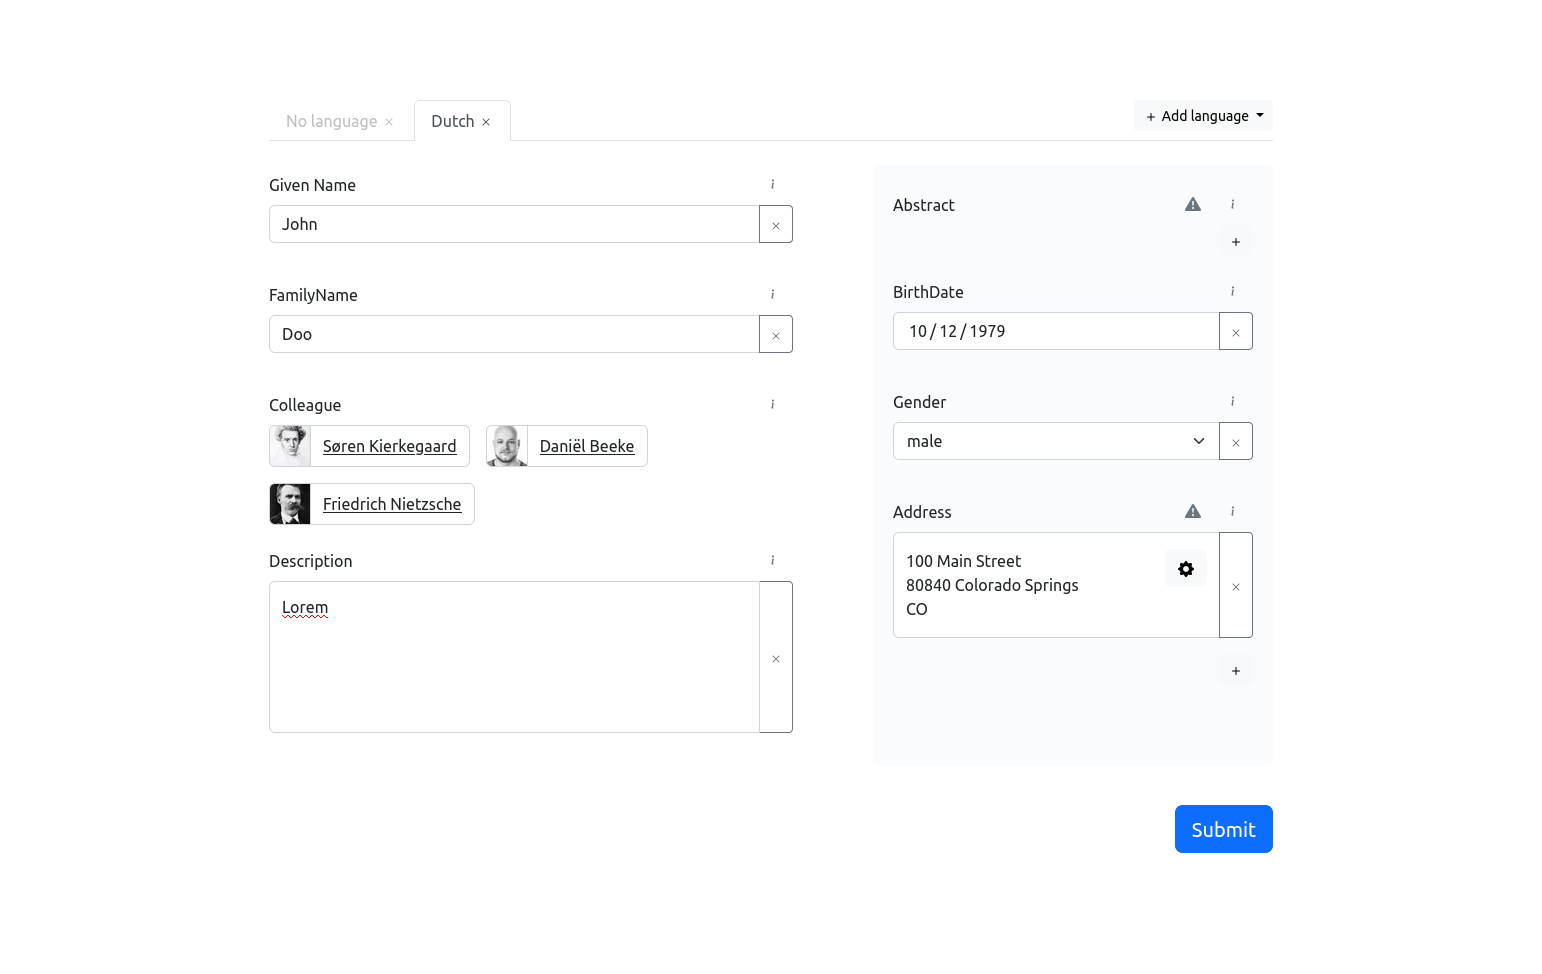 No language ×
Dutch ×
+ Add language
Given Name i
John ×
FamilyName i
Doo ×
Colleague i
Søren Kierkegaard
Daniël Beeke
Friedrich Nietzsche
Description i
Lorem ×
Abstract i
+
BirthDate i
10 / 12 / 1979 ×
Gender i
male ×
Address i
100 Main Street
80840 Colorado Springs
CO
×
+
Submit